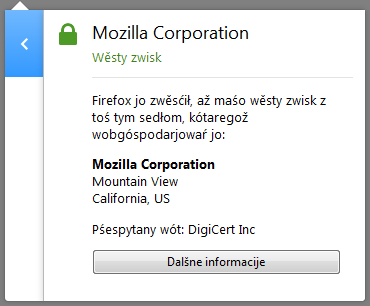 Mozilla Corporation
Wěsty zwisk
Firefox jo zwěsćił, až maśo wěsty zwisk z
toś tym sedłom, kótaregož
wobgóspodarjowaŕ jo:
Mozilla Corporation
Mountain View
California, US
Pśespytany wót: DigiCert Inc
Dalšne informacije